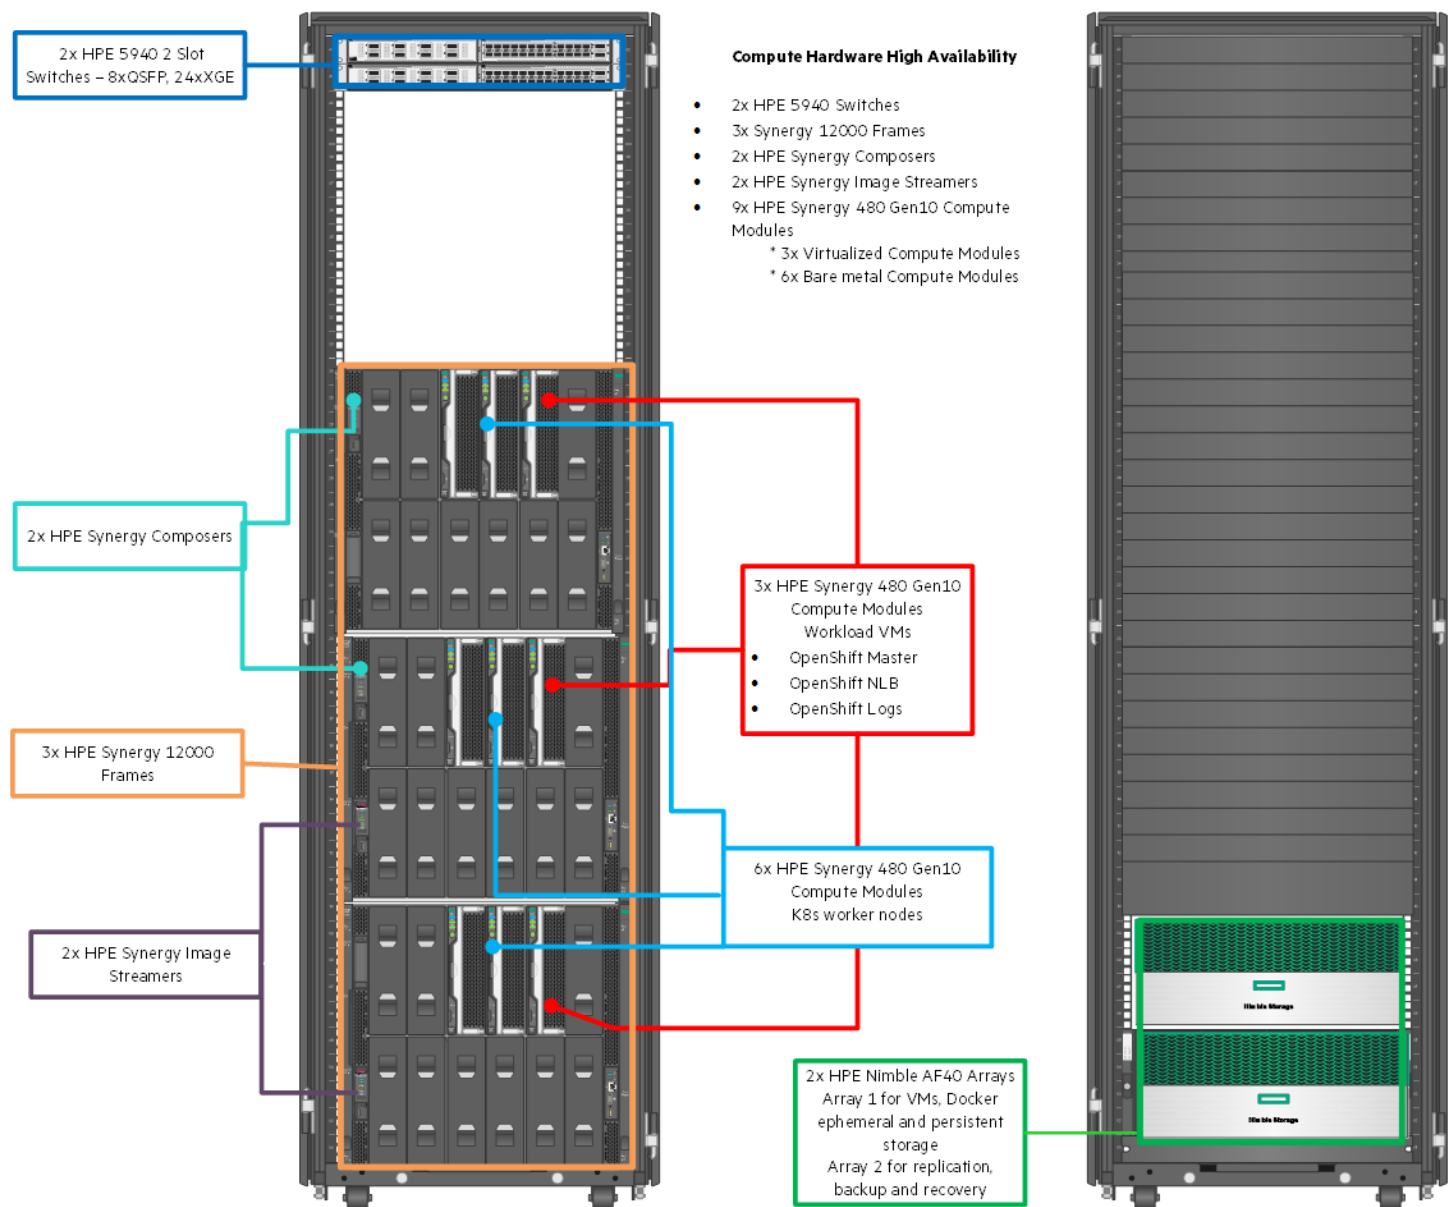 2x HPE 5940 2 Slot
Switches – 8xQSFP, 24xXGE
Compute Hardware High Availability
• 2x HPE 5940 Switches
• 3x Synergy 12000 Frames
• 2x HPE Synergy Composers
• 2x HPE Synergy Image Streamers
• 9x HPE Synergy 480 Gen10 Compute
Modules
* 3x Virtualized Compute Modules
* 6x Bare metal Compute Modules
2x HPE Synergy Composers
3x HPE Synergy 480 Gen10
Compute Modules
Workload VMs
• OpenShift Master
• OpenShift NLB
• OpenShift Logs
3x HPE Synergy 12000
Frames
6x HPE Synergy 480 Gen10
Compute Modules
K8s worker nodes
2x HPE Synergy Image
Streamers
Nimble Storage
Nimble Storage
2x HPE Nimble AF40 Arrays
Array 1 for VMs, Docker
ephemeral and persistent
storage
Array 2 for replication,
backup and recovery